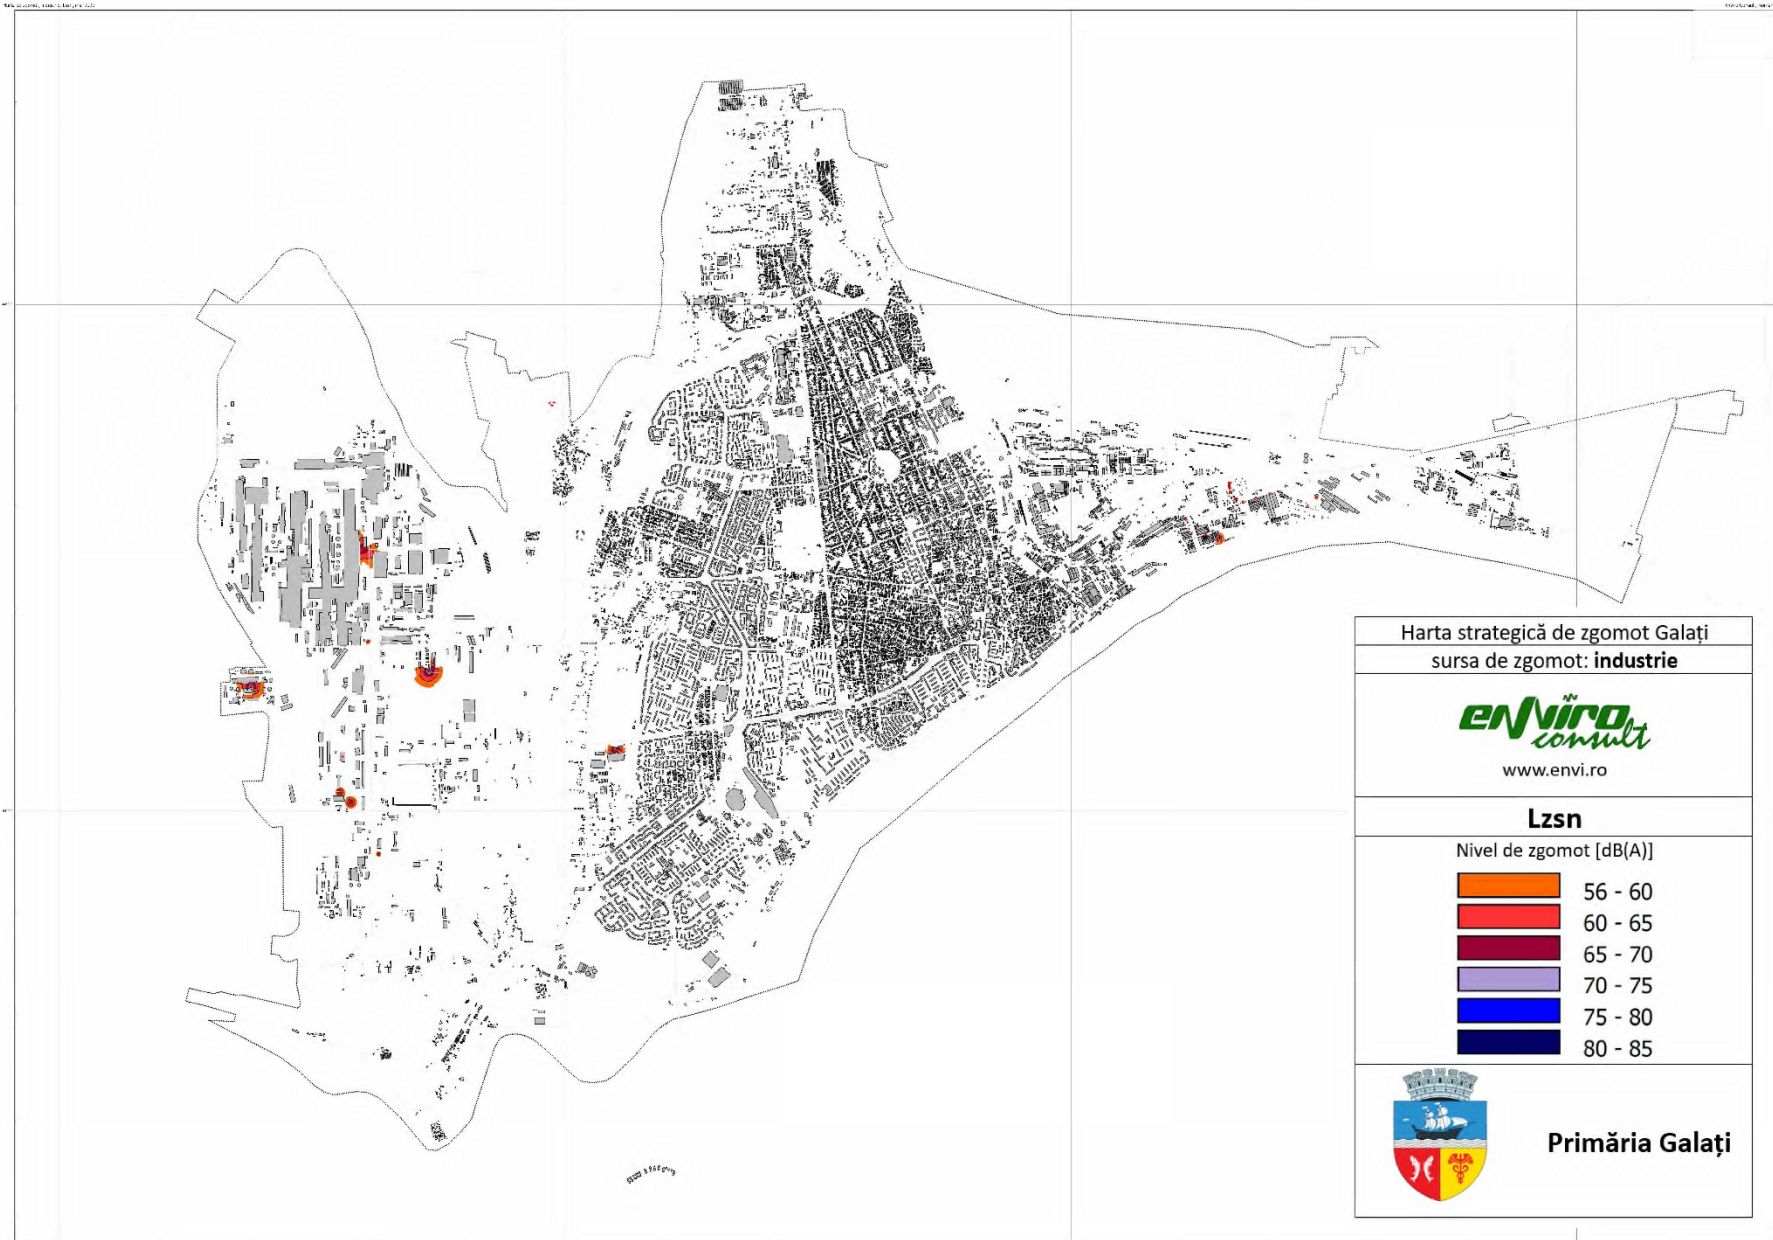 Harta strategică de zgomot Galați
sursa de zgomot: industrie
enviro
consult
www.envi.ro
Lzsn
Nivel de zgomot [dB(A)]
56 - 60
60 - 65
65 - 70
70 - 75
75 - 80
80 - 85
Primăria Galați